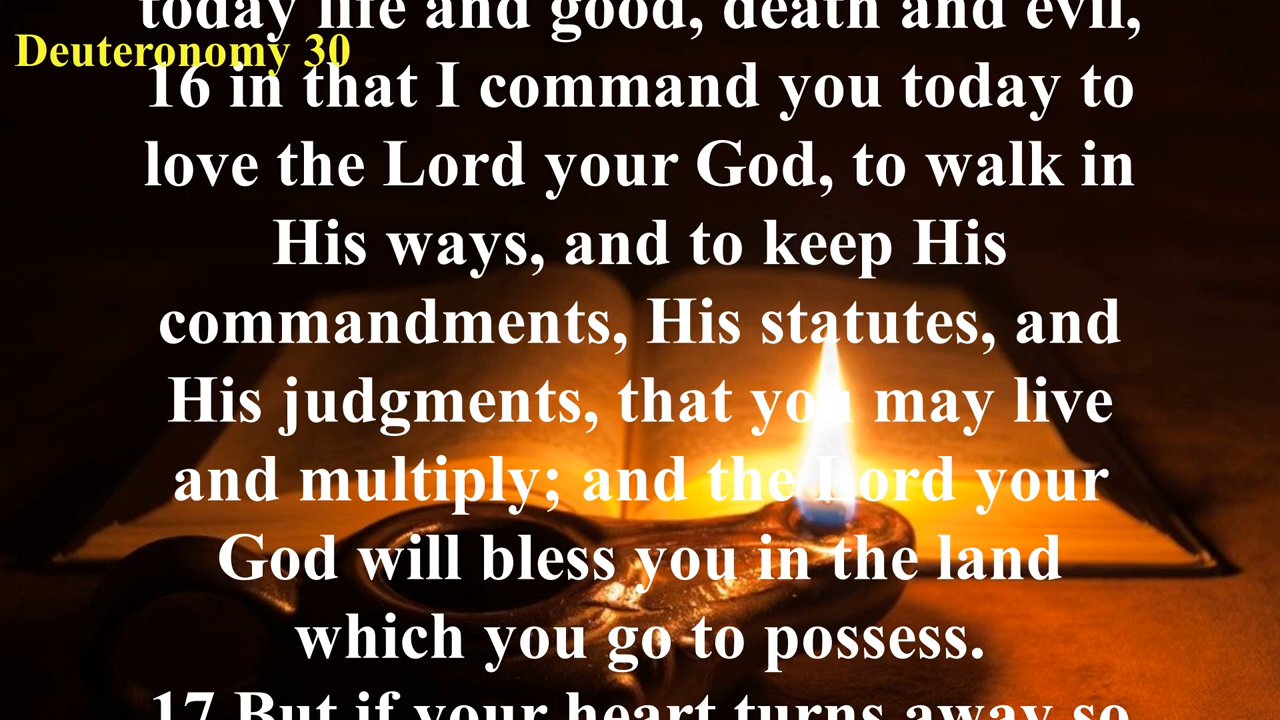 today life and good, death and evil,
Deuteronomy 30
16 in that I command you today to
love the Lord your God, to walk in
His ways, and to keep His
commandments, His statutes, and
His judgments, that you may live
and multiply; and the Lord your
God will bless you in the land
which you go to possess.
17 But if your heart turns away so